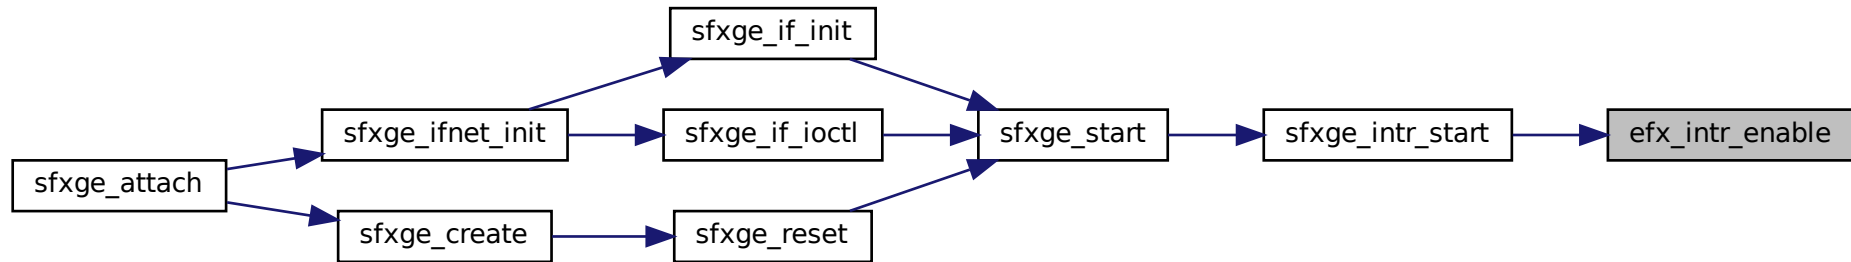 sfxge_if_init
sfxge_ifnet_init
sfxge_if_ioctl
sfxge_start
sfxge_intr_start
efx_intr_enable
sfxge_attach
sfxge_create
sfxge_reset